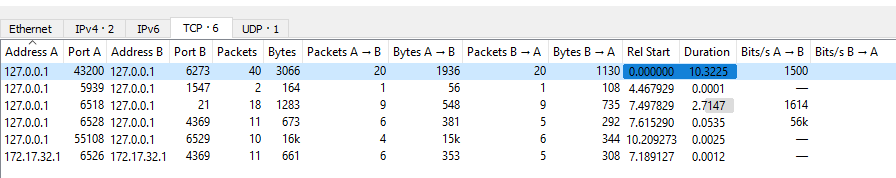 Ethernet IPv4 · 2 IPv6 TCP · 6 UDP · 1
Address A Port A Address B Port B Packets Bytes Packets A → B Bytes A → B Packets B → A Bytes B → A Rel Start Duration Bits/s A → B Bits/s B → A
127.0.0.1 43200 127.0.0.1 6273 40 3066 20 1936 20 1130 0.000000 10.3225 1500
127.0.0.1 5939 127.0.0.1 1547 2 164 1 56 1 108 4.467929 0.0001 —
127.0.0.1 6518 127.0.0.1 21 18 1283 9 548 9 735 7.497829 2.7147 1614
127.0.0.1 6528 127.0.0.1 4369 11 673 6 381 5 292 7.615290 0.0535 56k
127.0.0.1 55108 127.0.0.1 6529 10 16k 4 15k 6 344 10.209273 0.0025 —
172.17.32.1 6526 172.17.32.1 4369 11 661 6 353 5 308 7.189127 0.0012 —